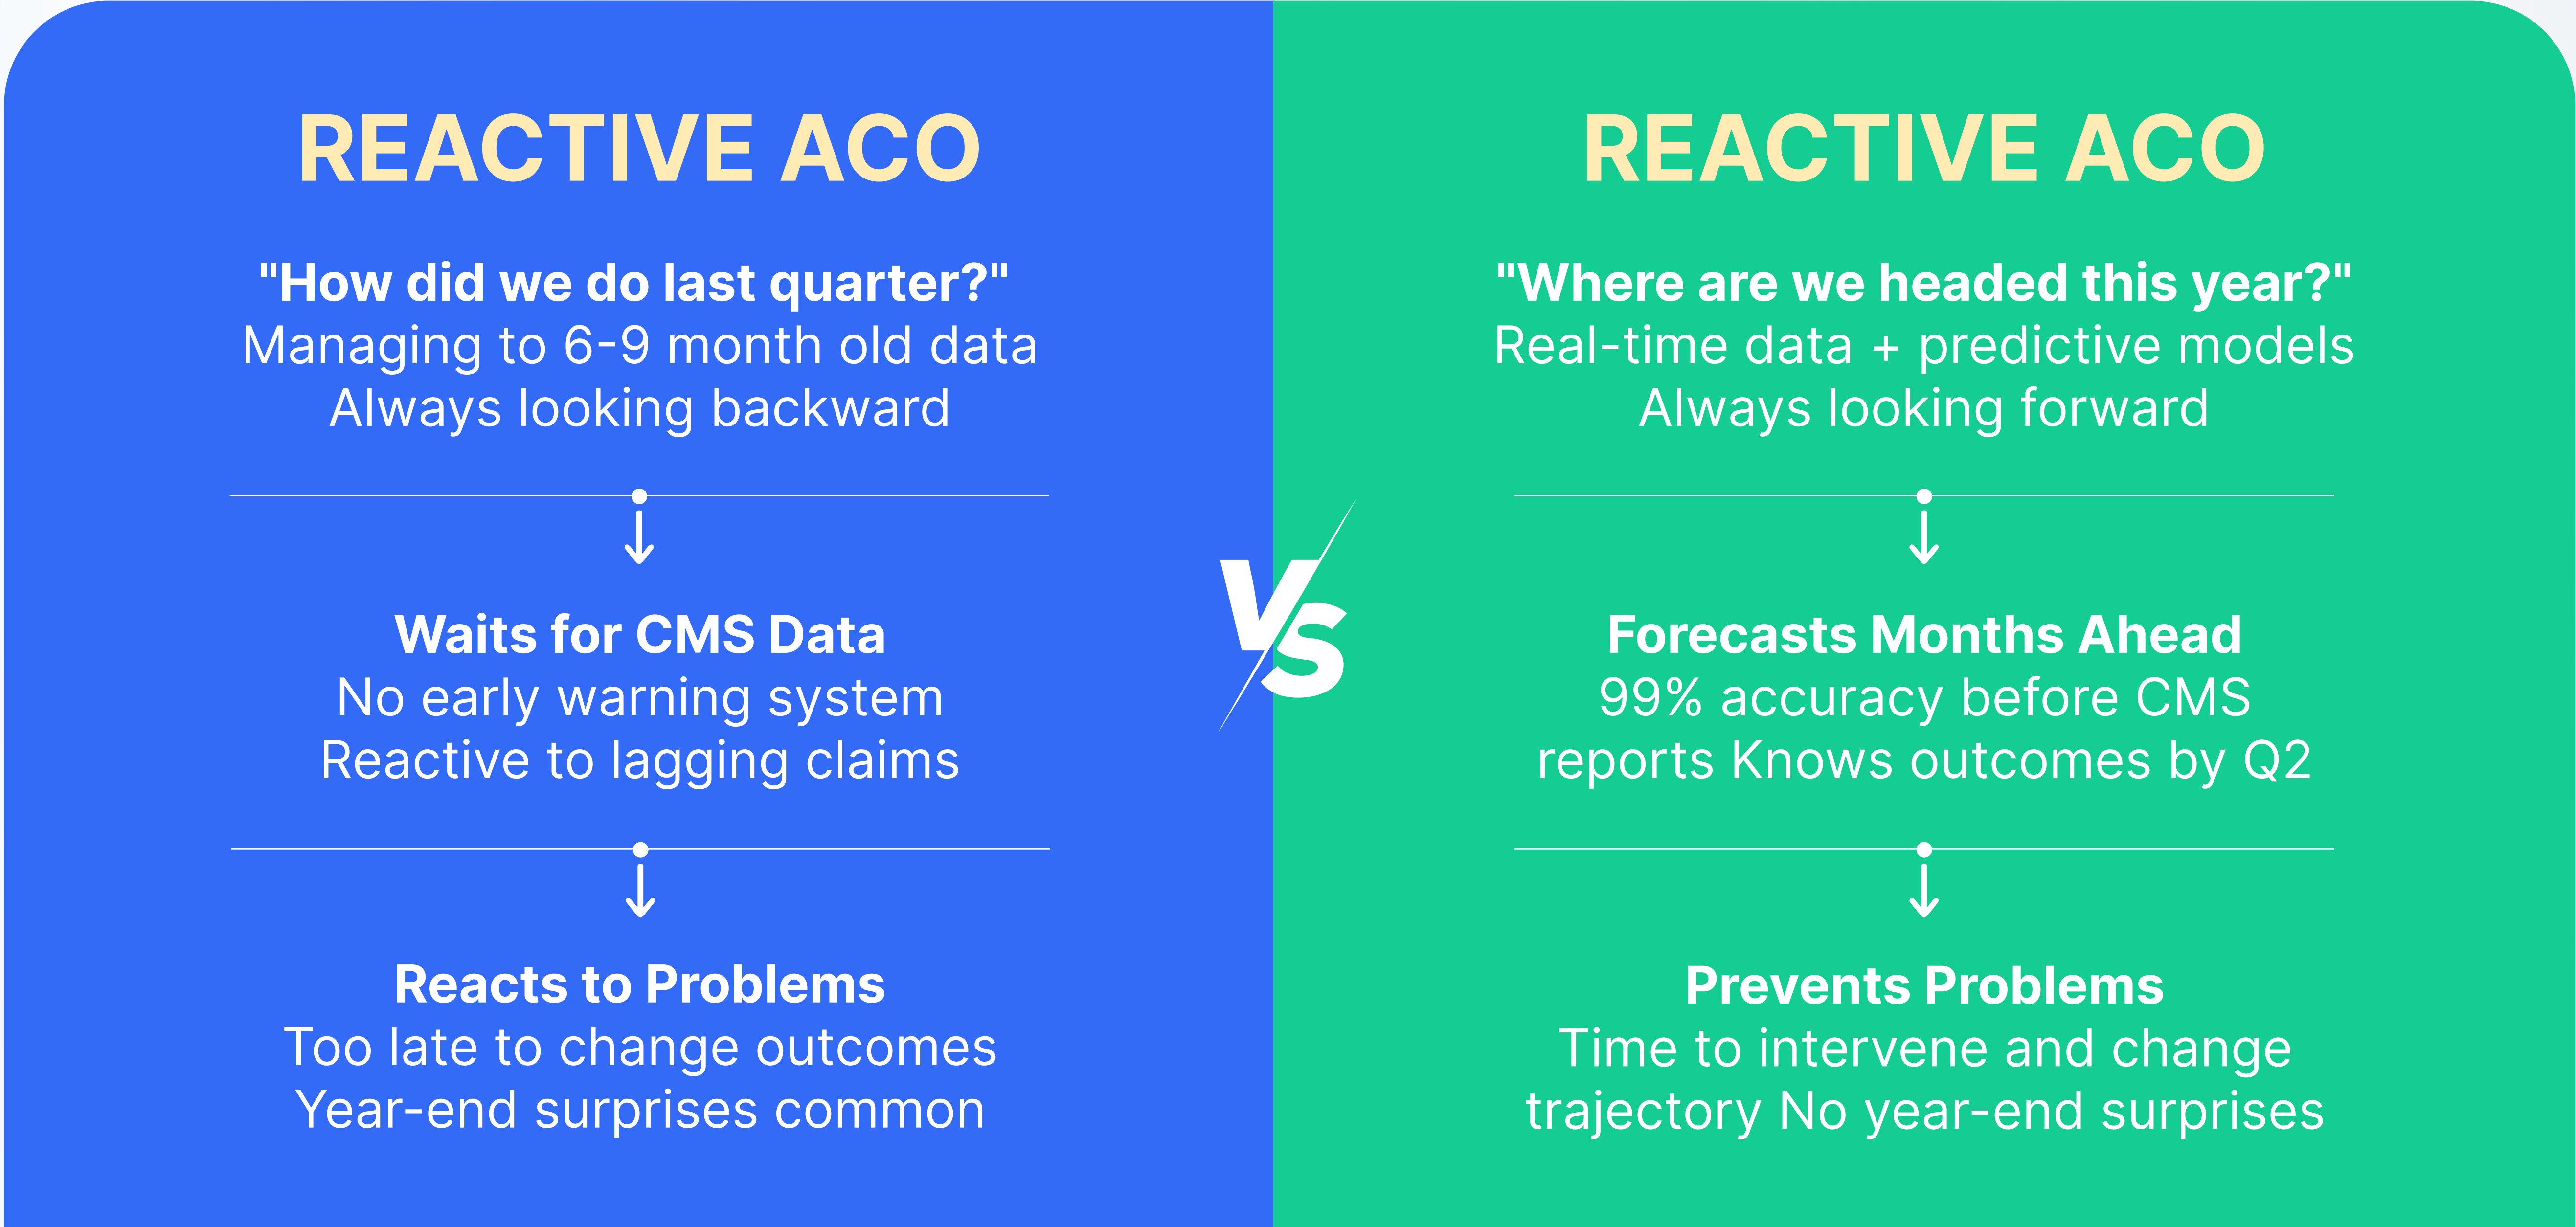 REACTIVE ACO
"How did we do last quarter?"
Managing to 6-9 month old data
Always looking backward
Waits for CMS Data
No early warning system
Reactive to lagging claims
Reacts to Problems
Too late to change outcomes
Year-end surprises common
VS
REACTIVE ACO
"Where are we headed this year?"
Real-time data + predictive models
Always looking forward
Forecasts Months Ahead
99% accuracy before CMS
reports Knows outcomes by Q2
Prevents Problems
Time to intervene and change
trajectory No year-end surprises